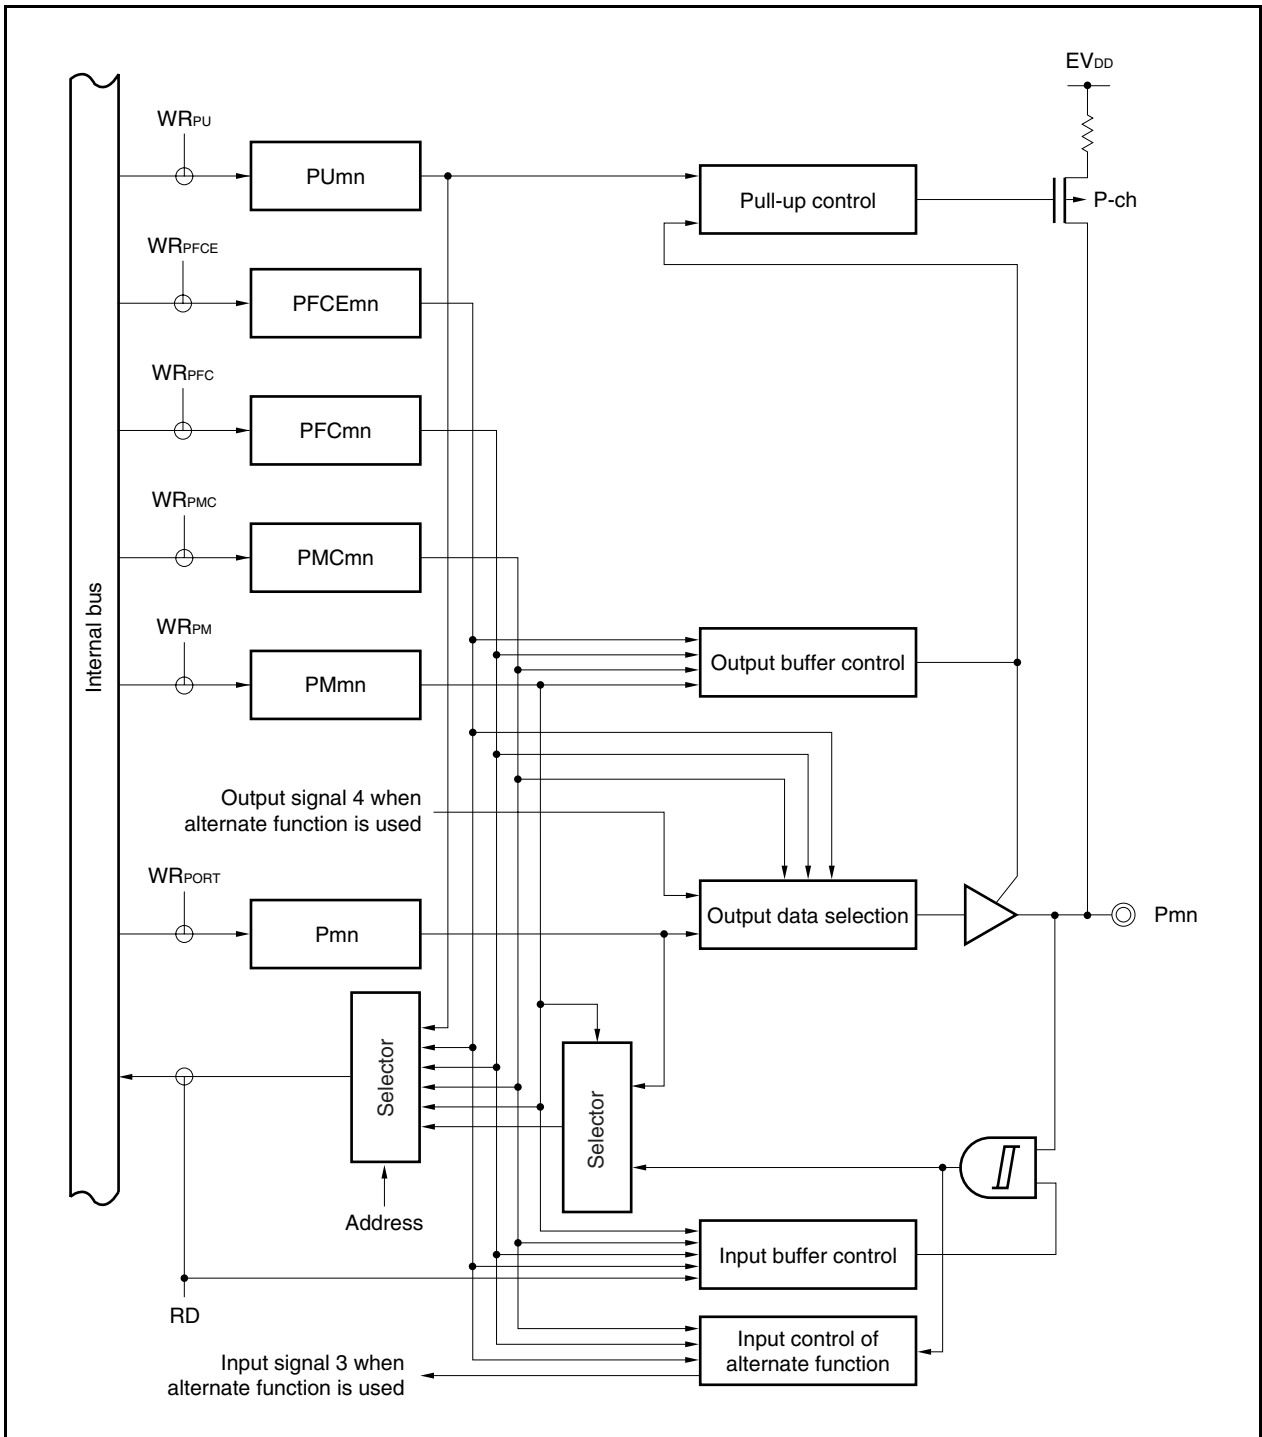 EVDD
WRPU
PUmn
Pull-up control
P-ch
WRPFCE
PFCEmn
WRPFC
PFCmn
WRPMC
PMCmn
Internal bus
WRPM
PMmn
Output buffer control
Output signal 4 when
alternate function is used
WRPORT
Pmn
Output data selection
Pmn
Selector
Selector
Address
Input buffer control
RD
Input control of
alternate function
Input signal 3 when
alternate function is used